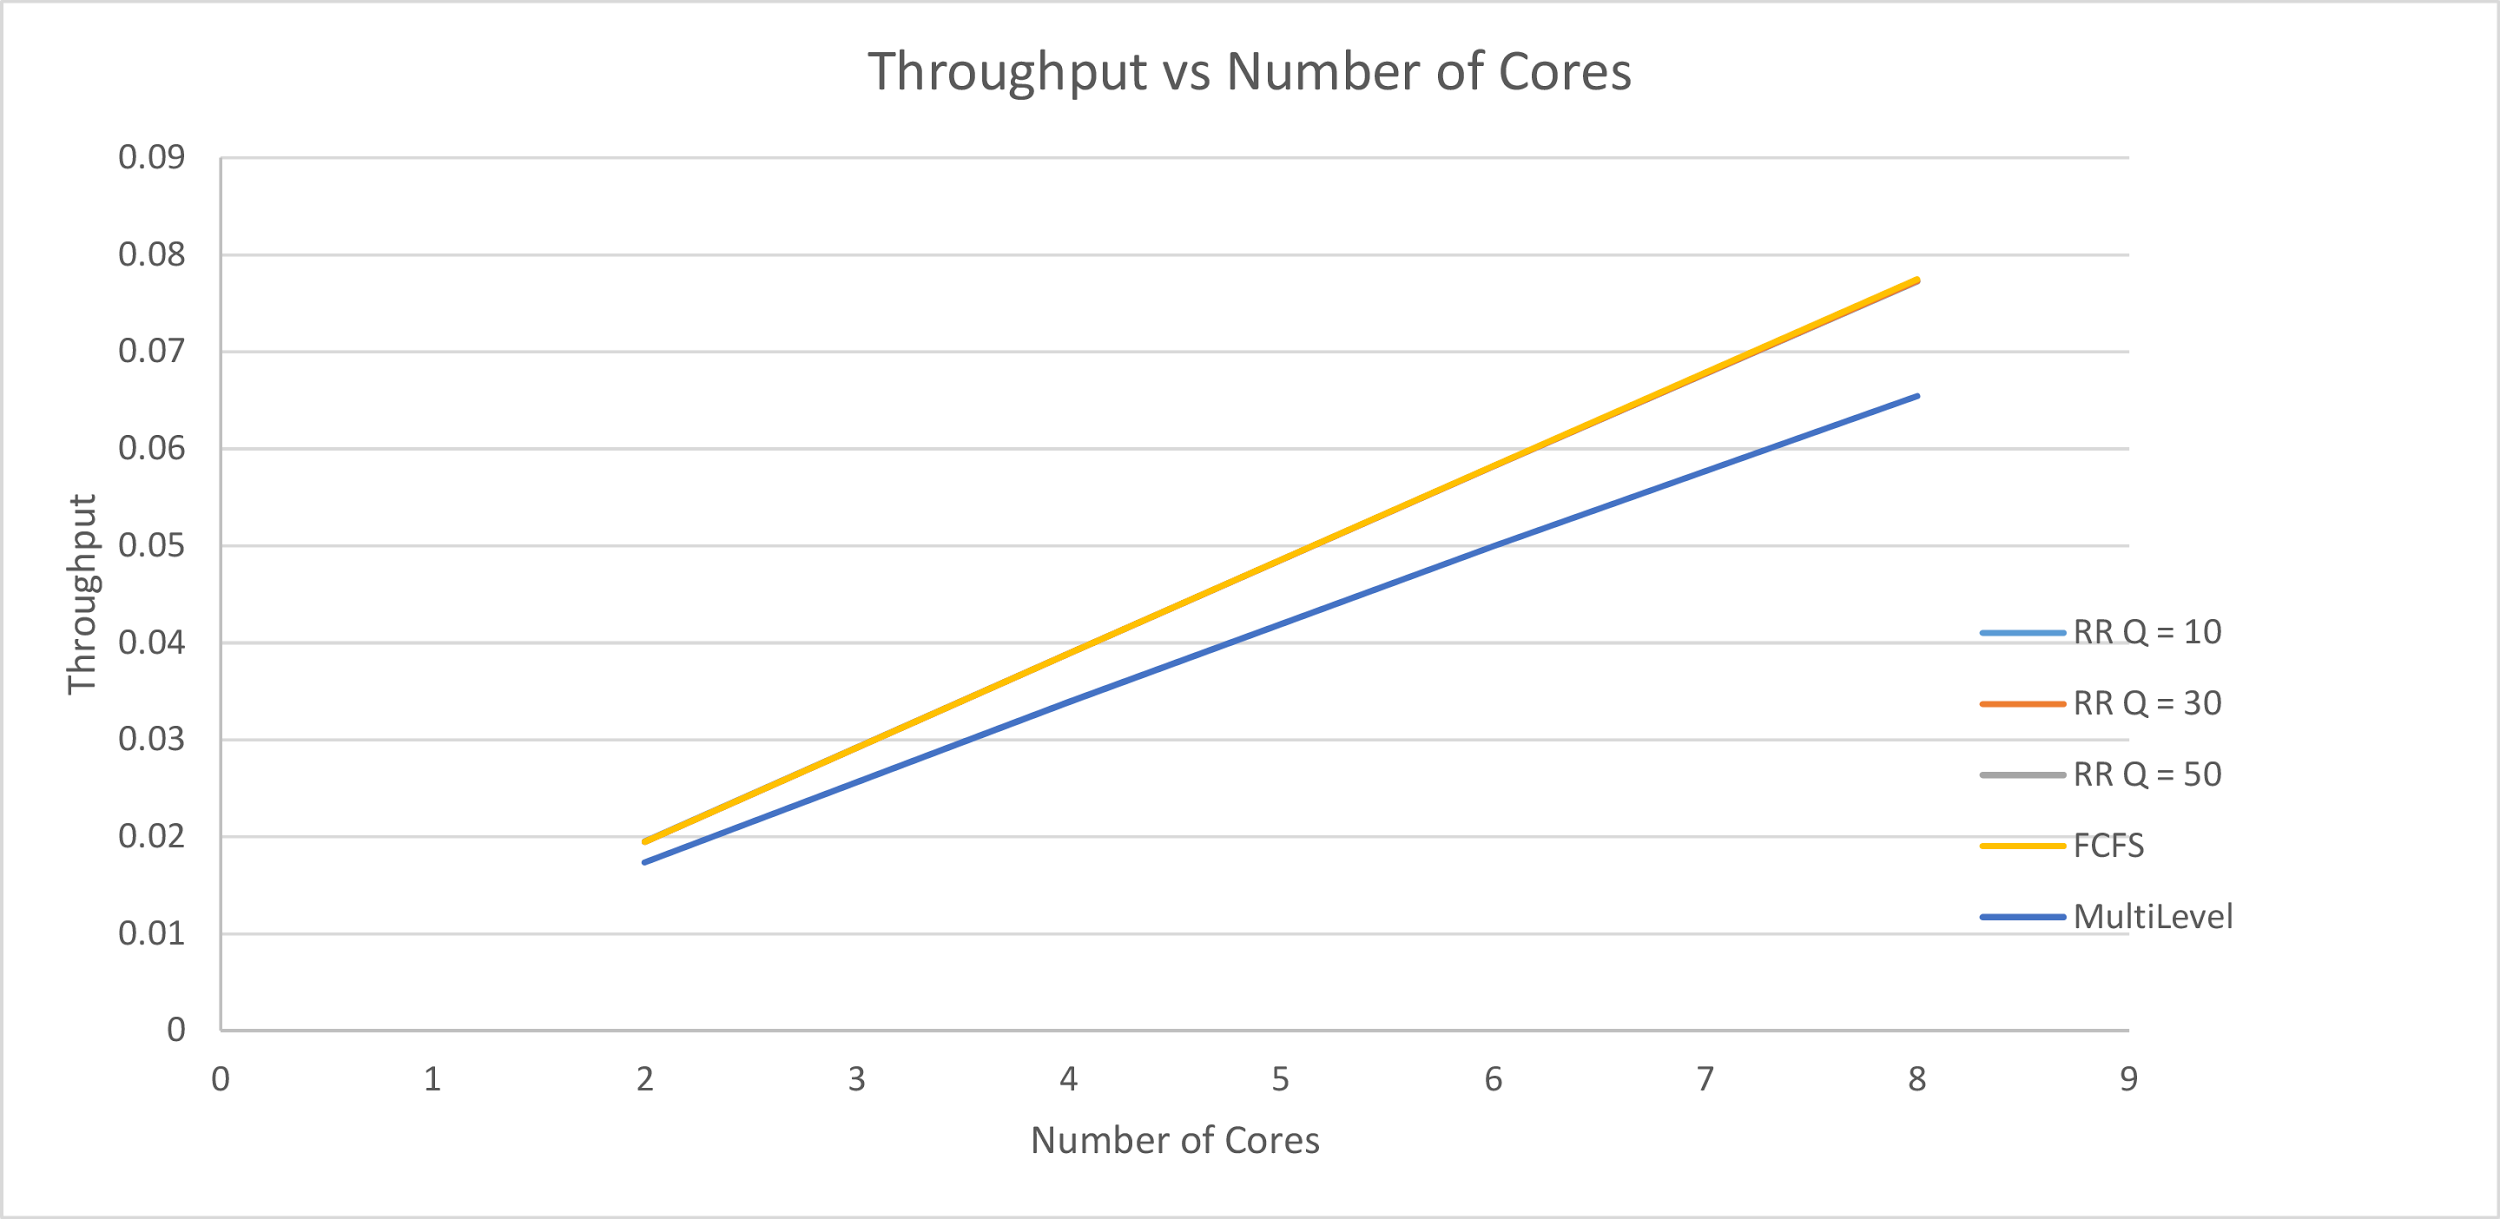 Throughput vs Number of Cores
0.09
0.08
0.07
0.06
0.05
0.04
0.03
0.02
0.01
0
Throughput
0 1 2 3 4 5 6 7 8 9
Number of Cores
RR Q = 10
RR Q = 30
RR Q = 50
FCFS
MultiLevel